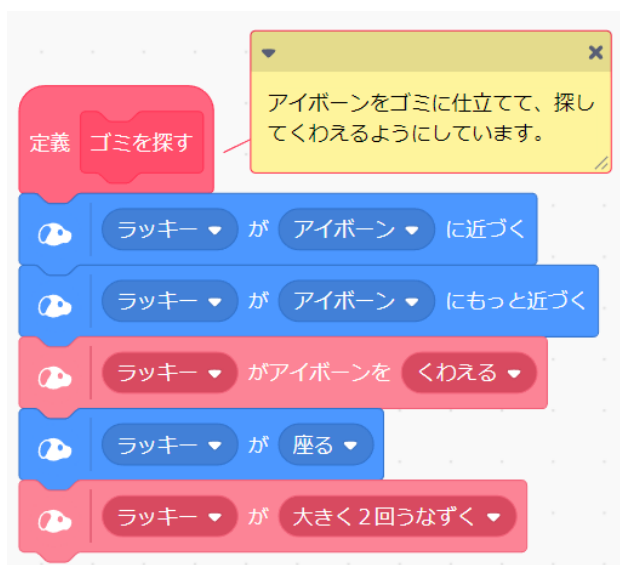 アイボーンをゴミに仕立てて、探し
てくわえるようにしています。
定義 ゴミを探す
ラッキー が アイボーン に近づく
ラッキー が アイボーン にもっと近づく
ラッキー がアイボーンを くわえる
ラッキー が 座る
ラッキー が 大きく2回うなずく